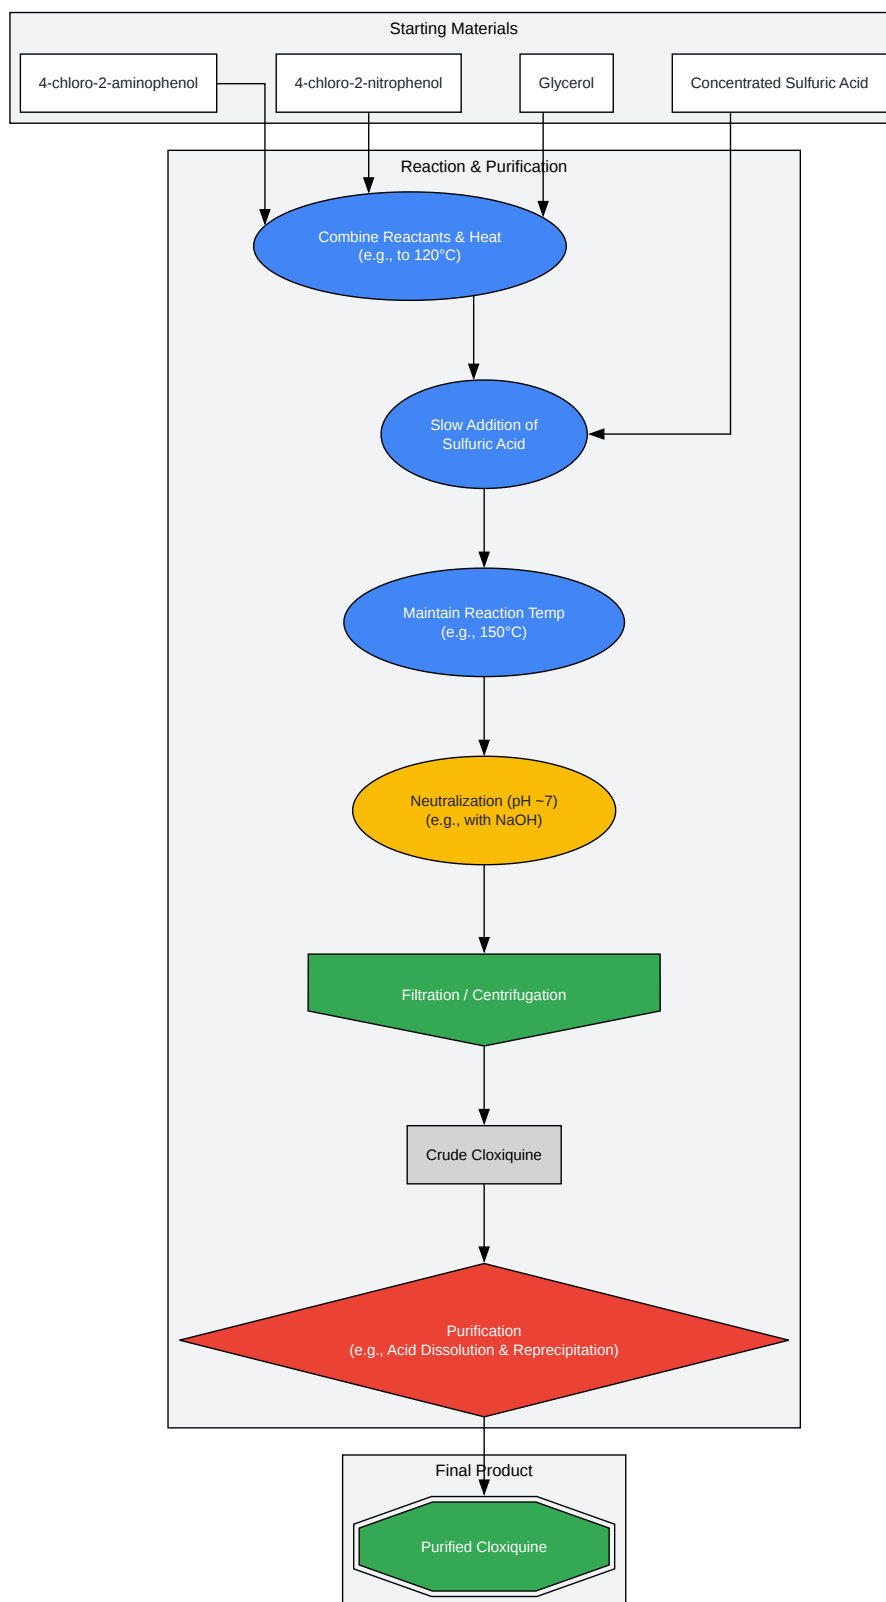 Starting Materials
4-chloro-2-aminophenol
4-chloro-2-nitrophenol
Glycerol
Concentrated Sulfuric Acid
Reaction & Purification
Combine Reactants & Heat
(e.g., to 120°C)
Slow Addition of
Sulfuric Acid
Maintain Reaction Temp
(e.g., 150°C)
Neutralization (pH ~7)
(e.g., with NaOH)
Filtration / Centrifugation
Crude Cloxiquine
Purification
(e.g., Acid Dissolution & Reprecipitation)
Final Product
Purified Cloxiquine